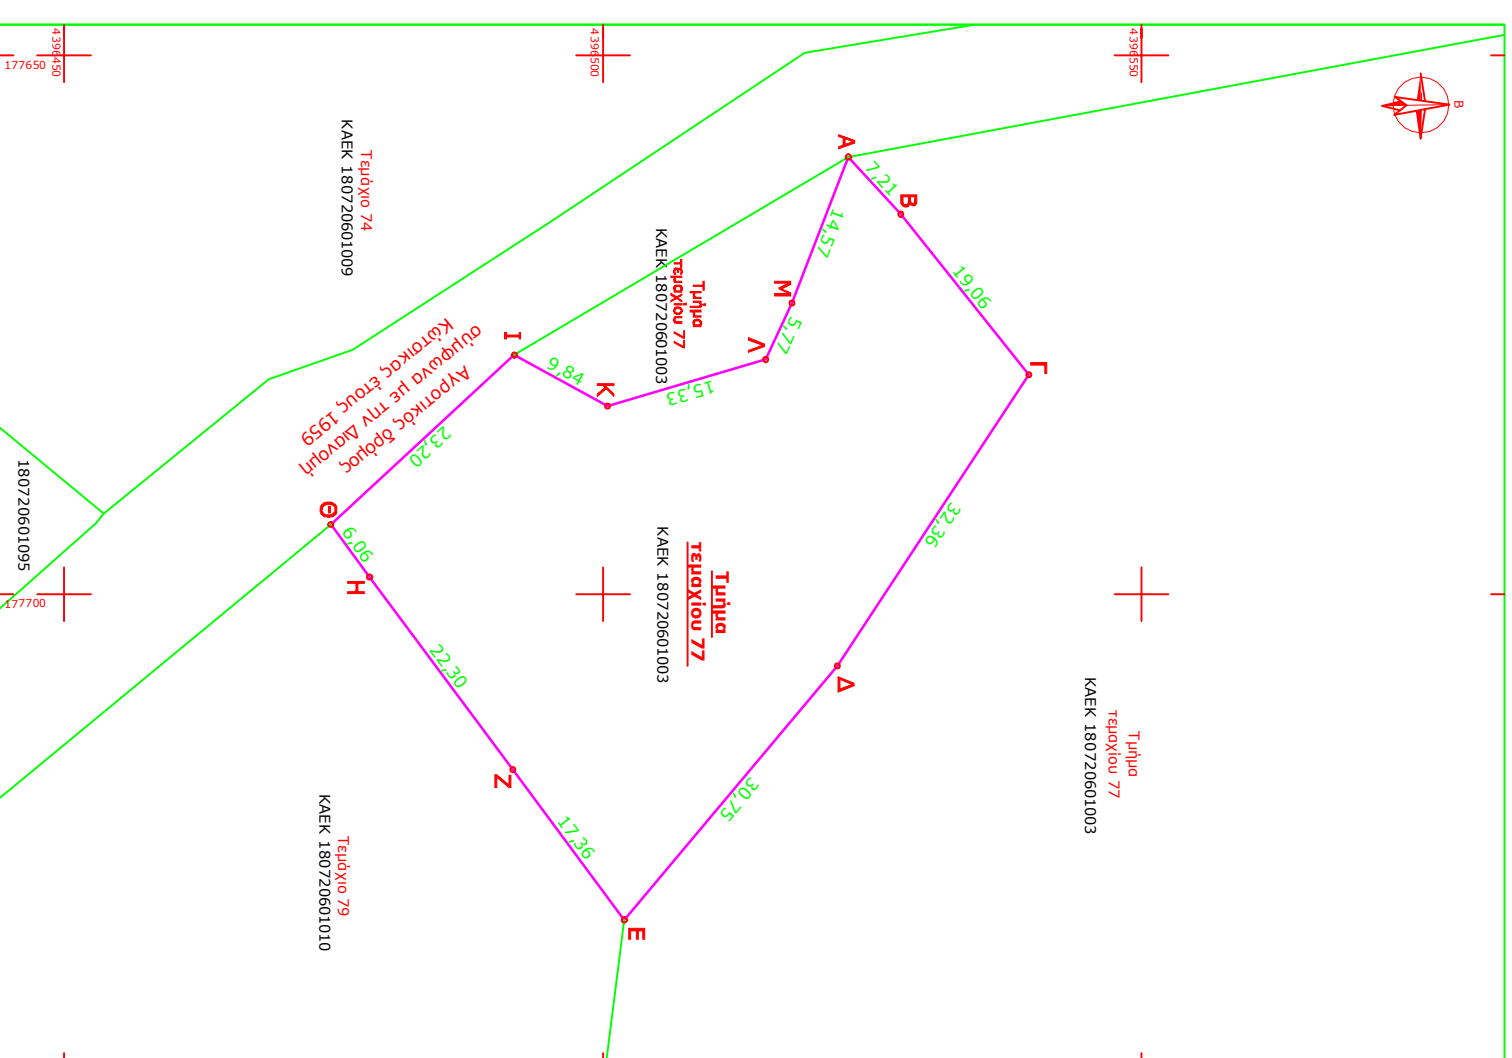 4396450
4396500
4396550
177650
177700
Β
Τεμάχιο 74
ΚΑΕΚ 180720601009
Τμήμα
τεμαχίου 77
ΚΑΕΚ 180720601003
Αγροτικός δρόμος
σύμφωνα με την Διανομή
Κώτσικας έτους 1959
Τμήμα
τεμαχίου 77
ΚΑΕΚ 180720601003
Τμήμα
τεμαχίου 77
ΚΑΕΚ 180720601003
Τεμάχιο 79
ΚΑΕΚ 180720601010
180720601095
Α
Β
Γ
Δ
Ε
Ζ
Η
Θ
Ι
Κ
Λ
Μ
7,21
19,06
32,36
30,75
17,36
22,30
6,06
23,20
9,84
15,33
5,77
14,57